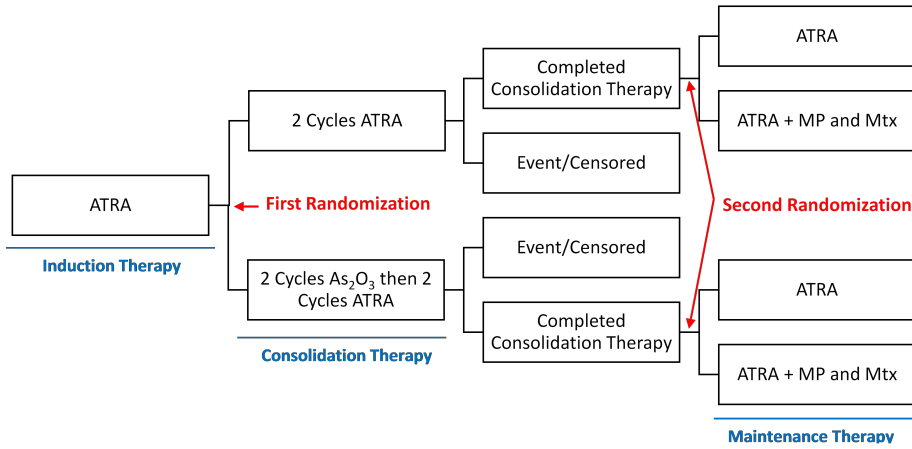 ATRA
Completed
Consolidation Therapy
2 Cycles ATRA
ATRA + MP and Mtx
Event/Censored
ATRA
First Randomization
Second Randomization
Induction Therapy
Event/Censored
2 Cycles As₂O₃ then 2
Cycles ATRA
ATRA
Completed
Consolidation Therapy
Consolidation Therapy
ATRA + MP and Mtx
Maintenance Therapy